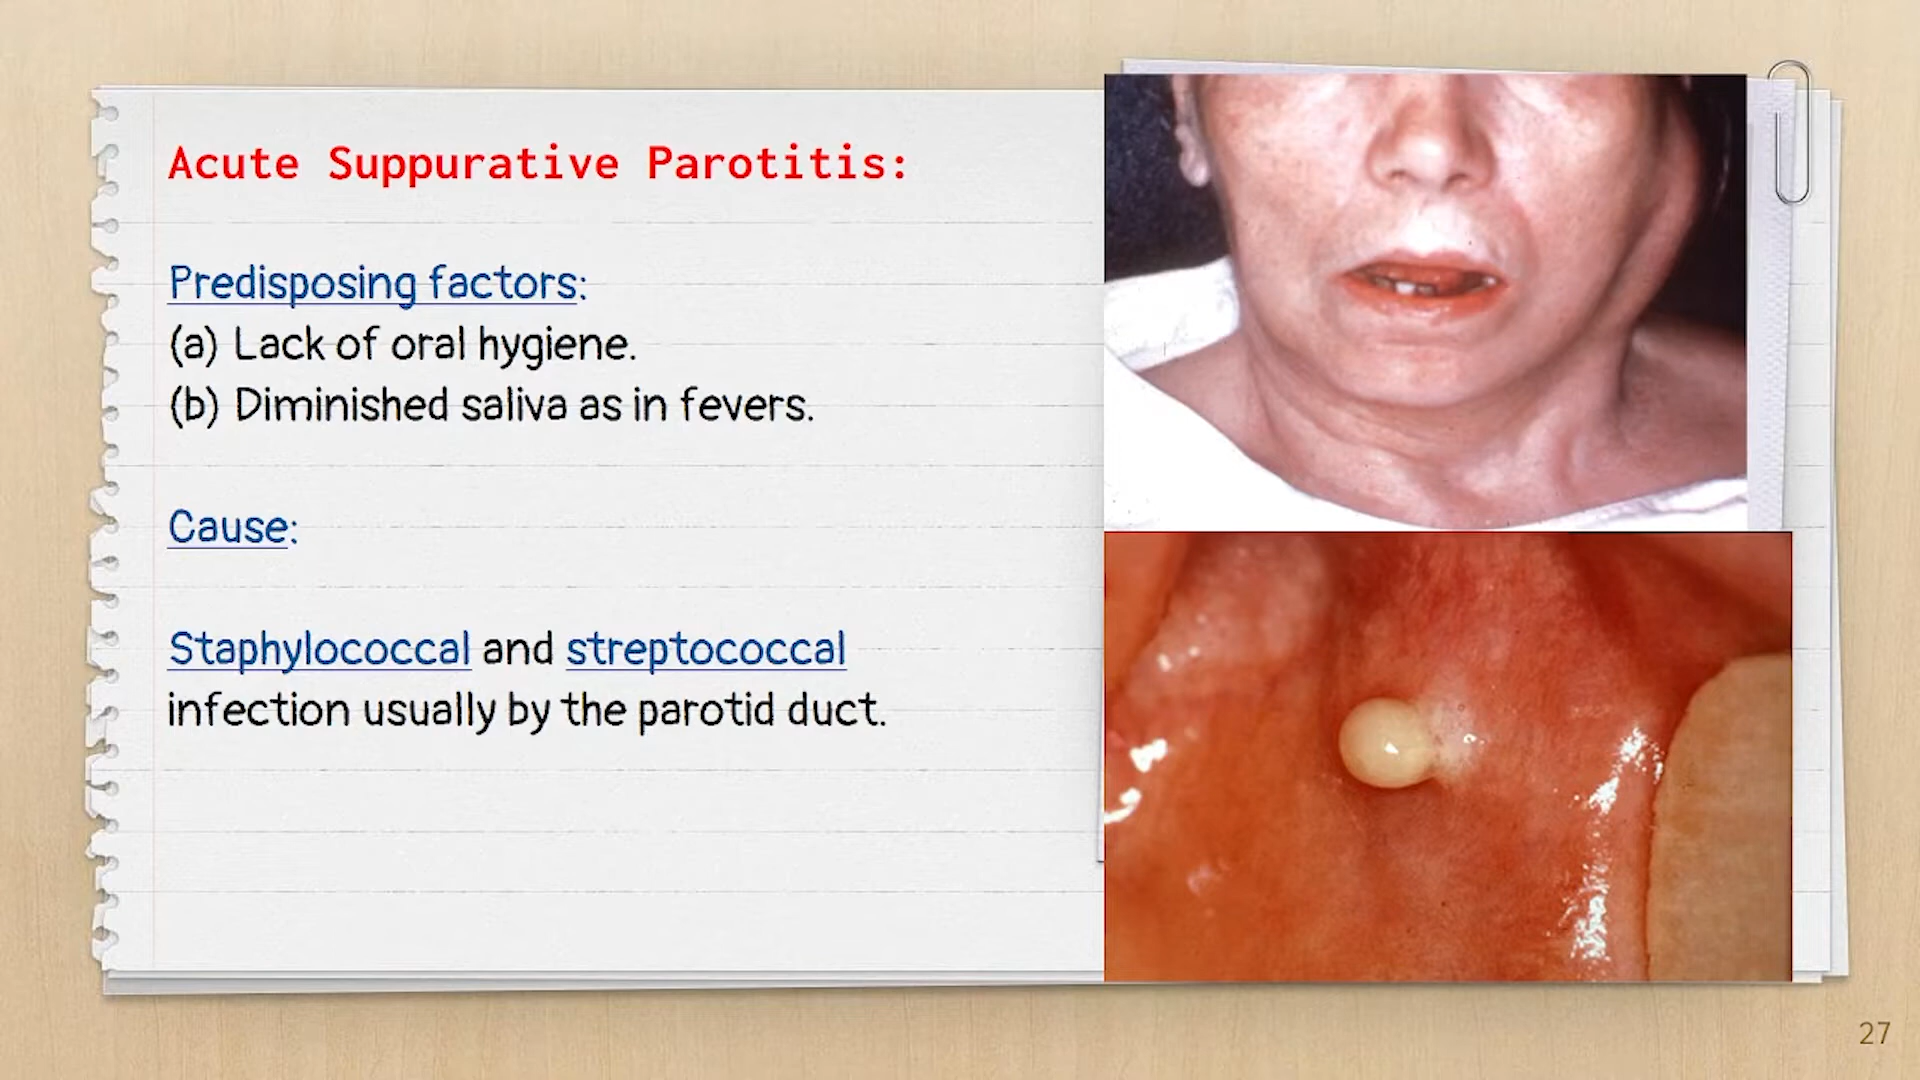 Acute Suppurative Parotitis:
Predisposing factors:
(a) Lack of oral hygiene.
(b) Diminished saliva as in fevers.
Cause:
Staphylococcal and streptococcal
infection usually by the parotid duct.
27